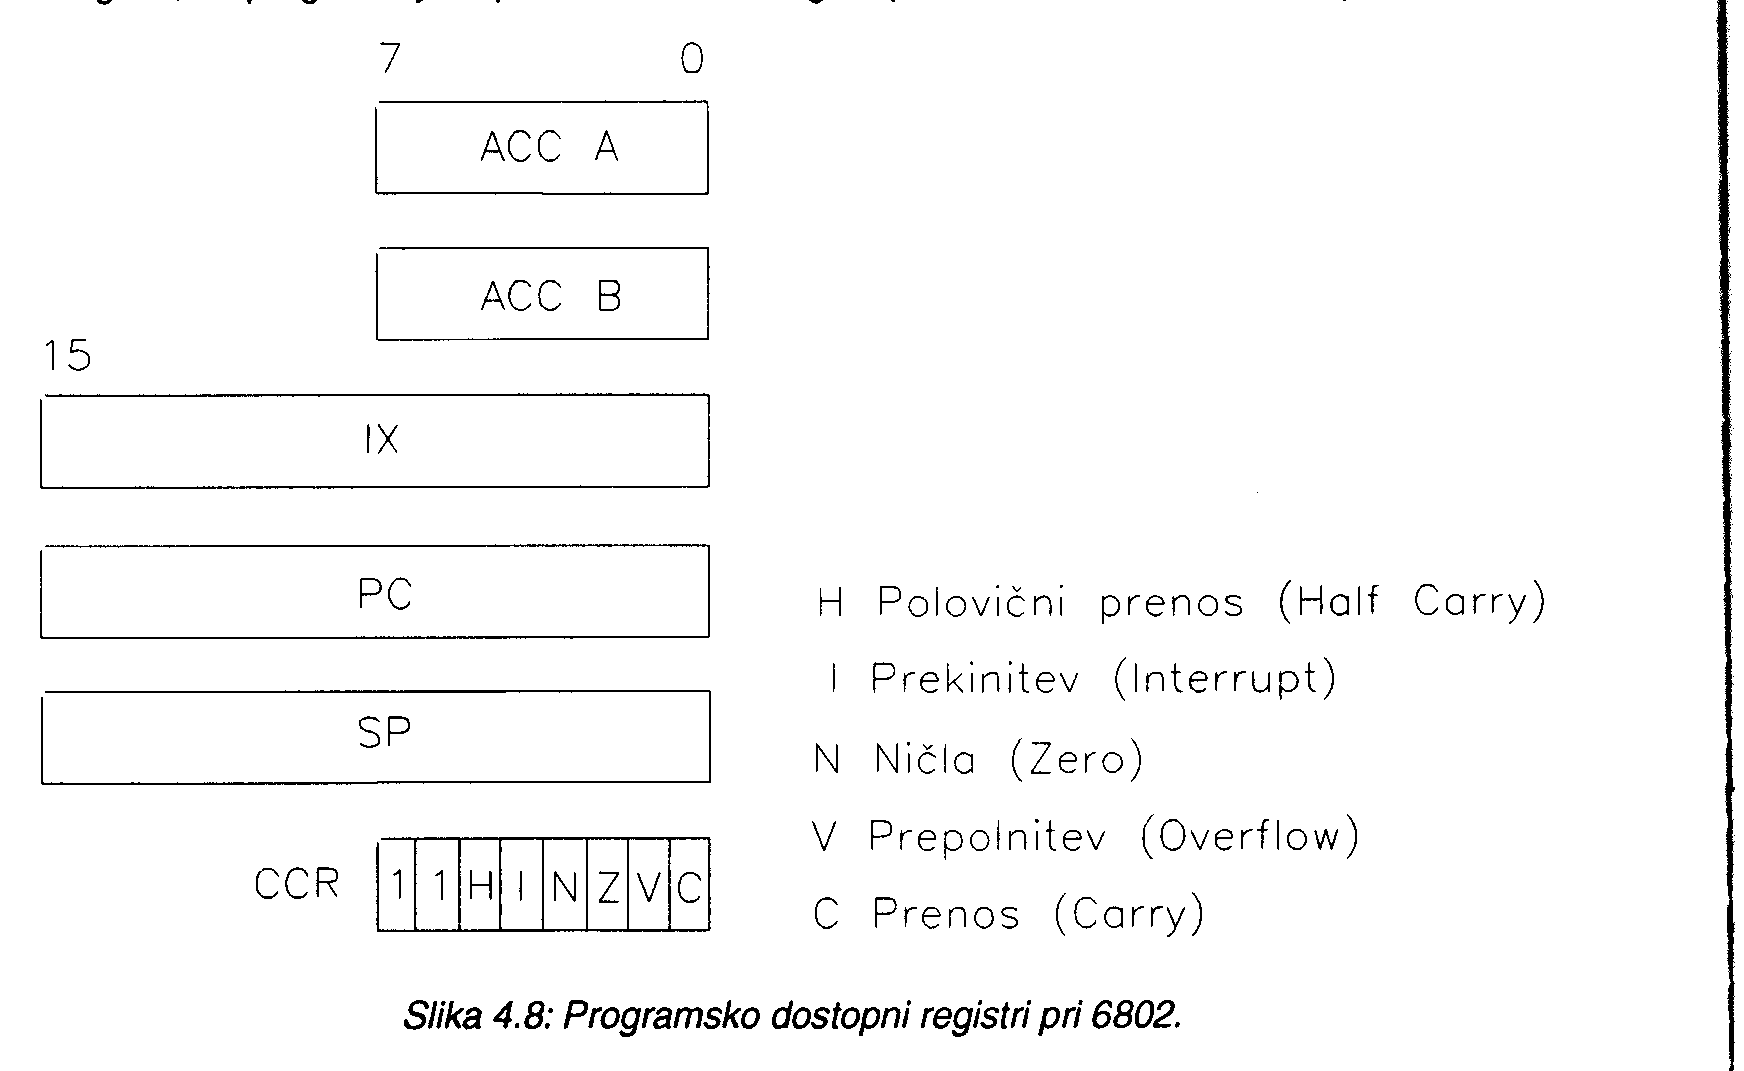 7 0
ACC A
ACC B
15
IX
PC
SP
CCR 1 1 H I N Z V C
H Polovični prenos (Half Carry)
I Prekinitev (Interrupt)
N Ničla (Zero)
V Prepolnitev (Overflow)
C Prenos (Carry)
Slika 4.8: Programsko dostopni registri pri 6802.